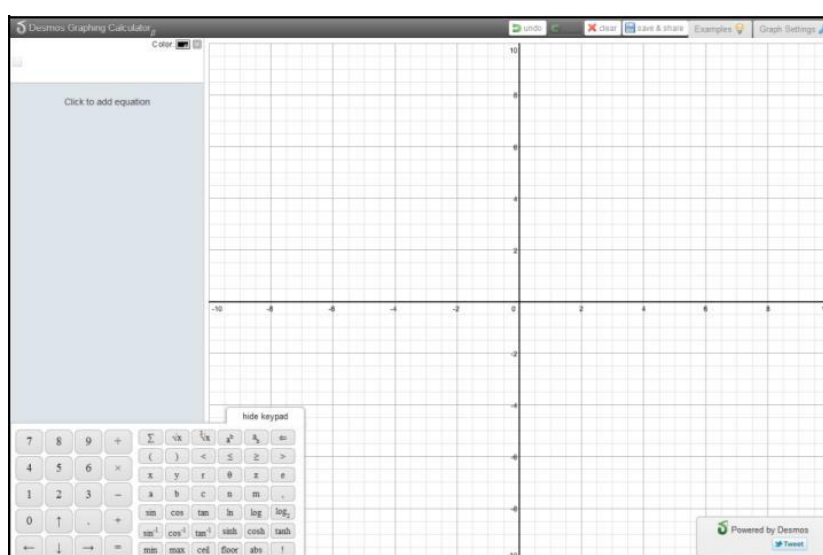 Desmos Graphing Calculator β
undo
clear
save & share
Examples
Graph Settings
Color:
Click to add equation
10
8
6
4
2
-10 -8 -6 -4 -2 0 2 4 6 8
-2
-4
-6
-8
-10
hide keypad
7 8 9 ÷
4 5 6 ×
1 2 3 −
0 ↑ . +
← ↓ → =
Σ √x ∛x
( ) < ≤ ≥ >
x y r θ π e
a b c n m ,
sin cos tan ln log log₂
sin⁻¹ cos⁻¹ tan⁻¹ sinh cosh tanh
min max ceil floor abs !
Powered by Desmos
Tweet